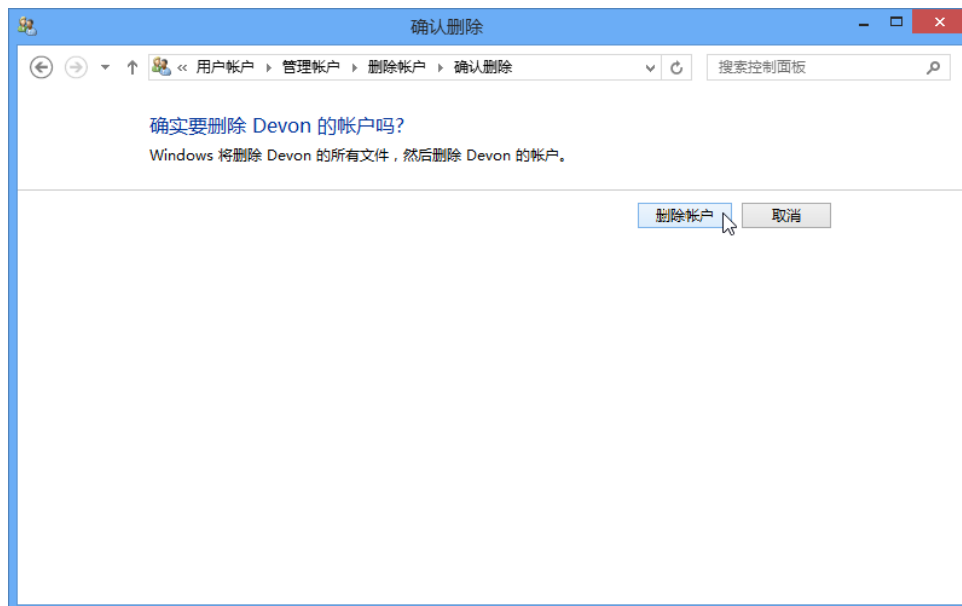 确认删除
« 用户帐户 ▸ 管理帐户 ▸ 删除帐户 ▸ 确认删除
搜索控制面板
确实要删除 Devon 的帐户吗?
Windows 将删除 Devon 的所有文件，然后删除 Devon 的帐户。
删除帐户 取消